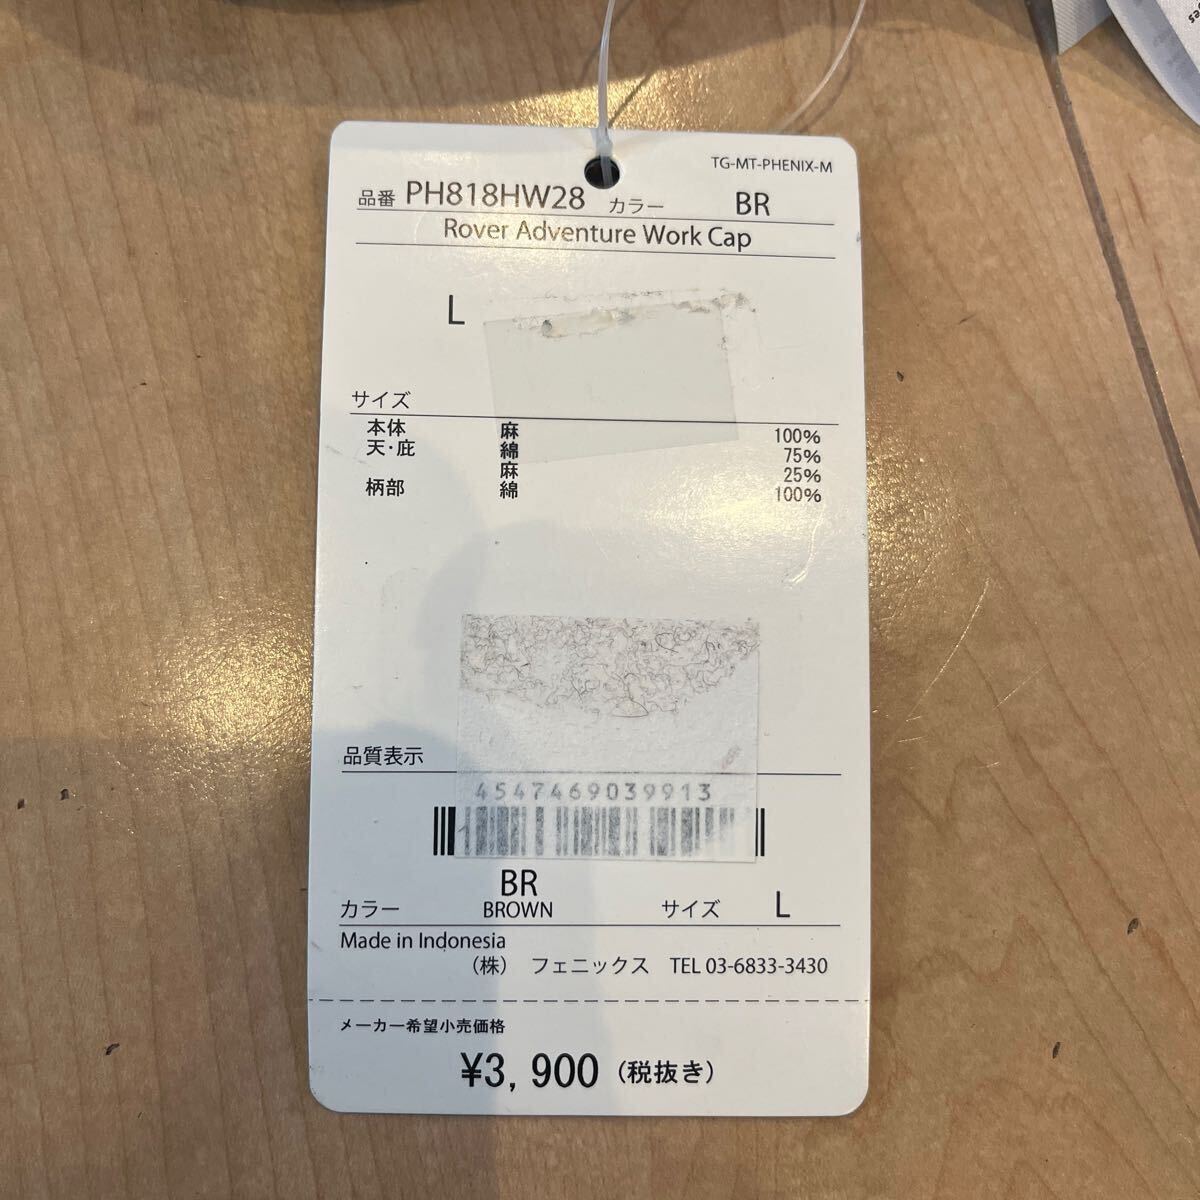 TG-MT-PHENIX-M
品番 PH818HW28 カラー BR
Rover Adventure Work Cap
L
サイズ
本体 麻 100%
天・庇 綿 75%
麻 25%
柄部 綿 100%
品質表示
4547469039913
BR
カラー BROWN サイズ L
Made in Indonesia
（株） フェニックス TEL 03-6833-3430
メーカー希望小売価格
¥3,900 (税抜き)